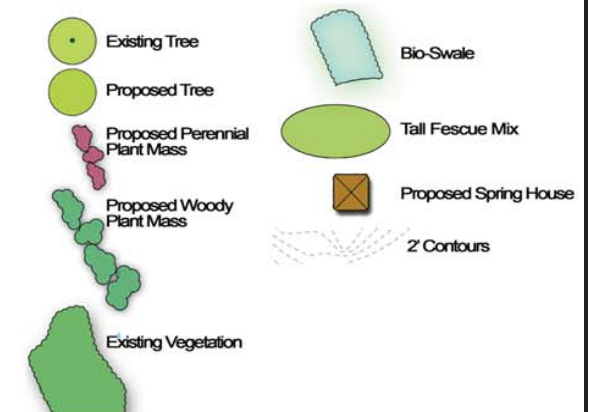 Existing Tree
Proposed Tree
Proposed Perennial
Plant Mass
Proposed Woody
Plant Mass
Existing Vegetation
Bio-Swale
Tall Fescue Mix
Proposed Spring House
2' Contours